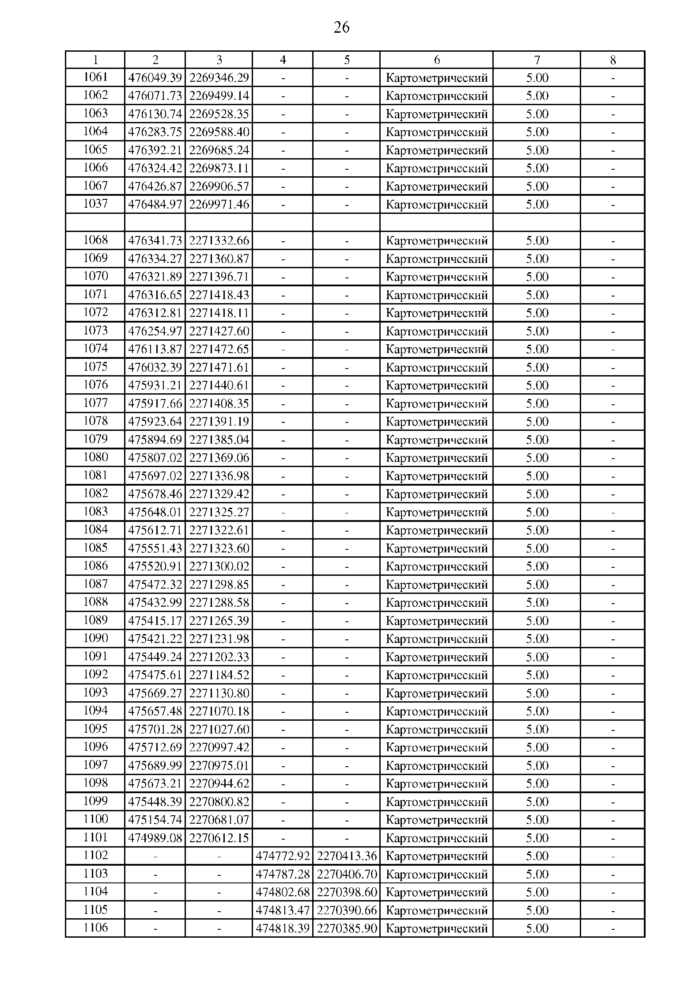 26
1 2 3 4 5 6 7 8
1061 476049.39 2269346.29 - - Картометрический 5.00 -
1062 476071.73 2269499.14 - - Картометрический 5.00 -
1063 476130.74 2269528.35 - - Картометрический 5.00 -
1064 476283.75 2269588.40 - - Картометрический 5.00 -
1065 476392.21 2269685.24 - - Картометрический 5.00 -
1066 476324.42 2269873.11 - - Картометрический 5.00 -
1067 476426.87 2269906.57 - - Картометрический 5.00 -
1037 476484.97 2269971.46 - - Картометрический 5.00 -
1068 476341.73 2271332.66 - - Картометрический 5.00 -
1069 476334.27 2271360.87 - - Картометрический 5.00 -
1070 476321.89 2271396.71 - - Картометрический 5.00 -
1071 476316.65 2271418.43 - - Картометрический 5.00 -
1072 476312.81 2271418.11 - - Картометрический 5.00 -
1073 476254.97 2271427.60 - - Картометрический 5.00 -
1074 476113.87 2271472.65 - - Картометрический 5.00 -
1075 476032.39 2271471.61 - - Картометрический 5.00 -
1076 475931.21 2271440.61 - - Картометрический 5.00 -
1077 475917.66 2271408.35 - - Картометрический 5.00 -
1078 475923.64 2271391.19 - - Картометрический 5.00 -
1079 475894.69 2271385.04 - - Картометрический 5.00 -
1080 475807.02 2271369.06 - - Картометрический 5.00 -
1081 475697.02 2271336.98 - - Картометрический 5.00 -
1082 475678.46 2271329.42 - - Картометрический 5.00 -
1083 475648.01 2271325.27 - - Картометрический 5.00 -
1084 475612.71 2271322.61 - - Картометрический 5.00 -
1085 475551.43 2271323.60 - - Картометрический 5.00 -
1086 475520.91 2271300.02 - - Картометрический 5.00 -
1087 475472.32 2271298.85 - - Картометрический 5.00 -
1088 475432.99 2271288.58 - - Картометрический 5.00 -
1089 475415.17 2271265.39 - - Картометрический 5.00 -
1090 475421.22 2271231.98 - - Картометрический 5.00 -
1091 475449.24 2271202.33 - - Картометрический 5.00 -
1092 475475.61 2271184.52 - - Картометрический 5.00 -
1093 475669.27 2271130.80 - - Картометрический 5.00 -
1094 475657.48 2271070.18 - - Картометрический 5.00 -
1095 475701.28 2271027.60 - - Картометрический 5.00 -
1096 475712.69 2270997.42 - - Картометрический 5.00 -
1097 475689.99 2270975.01 - - Картометрический 5.00 -
1098 475673.21 2270944.62 - - Картометрический 5.00 -
1099 475448.39 2270800.82 - - Картометрический 5.00 -
1100 475154.74 2270681.07 - - Картометрический 5.00 -
1101 474989.08 2270612.15 - - Картометрический 5.00 -
1102 - - 474772.92 2270413.36 Картометрический 5.00 -
1103 - - 474787.28 2270406.70 Картометрический 5.00 -
1104 - - 474802.68 2270398.60 Картометрический 5.00 -
1105 - - 474813.47 2270390.66 Картометрический 5.00 -
1106 - - 474818.39 2270385.90 Картометрический 5.00 -